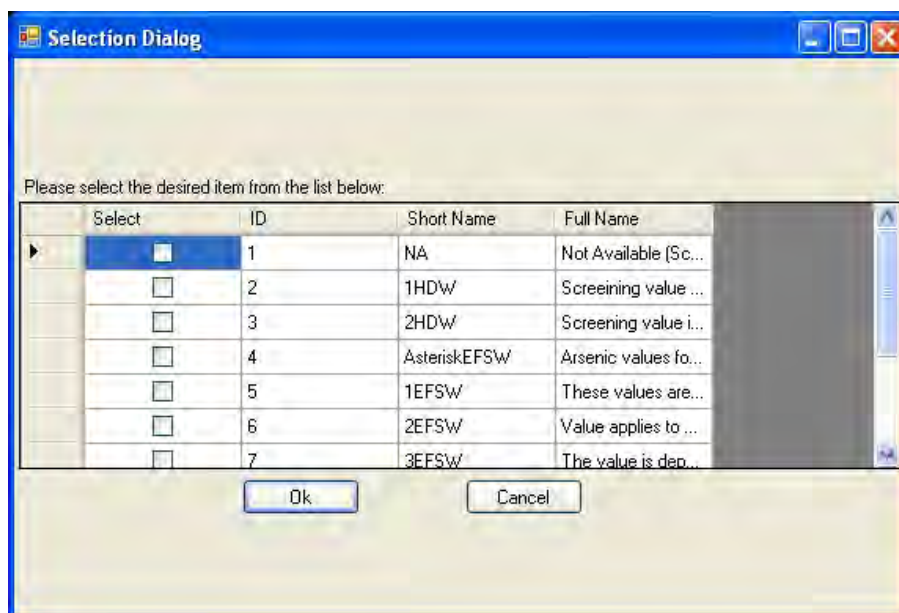 Selection Dialog
Please select the desired item from the list below:
Select ID Short Name Full Name
1 NA Not Available (Sc...
2 1HDW Screeining value ...
3 2HDW Screening value i...
4 AsteriskEFSW Arsenic values fo...
5 1EFSW These values are...
6 2EFSW Value applies to ...
7 3EFSW The value is dep...
Ok Cancel